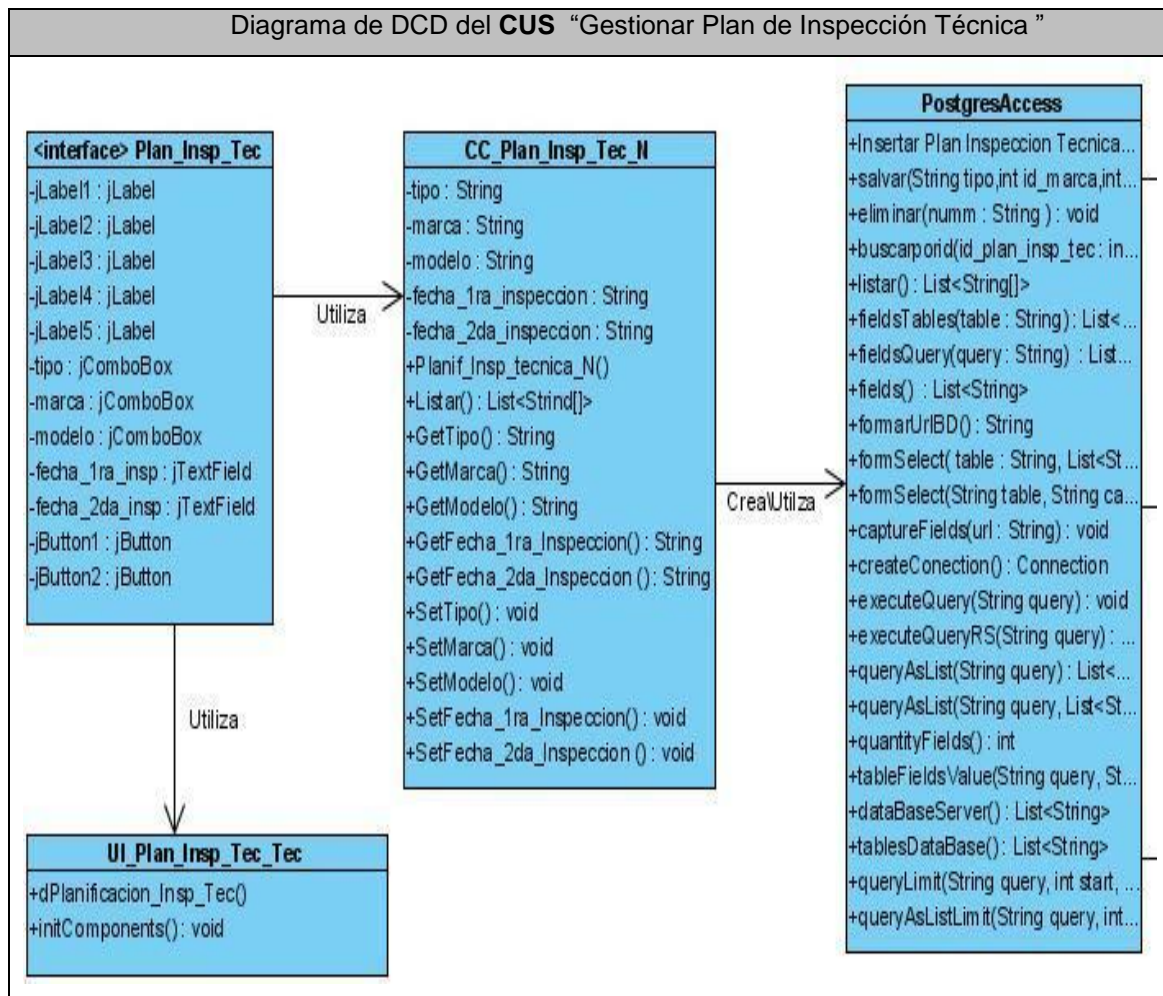 Diagrama de DCD del CUS “Gestionar Plan de Inspección Técnica ”
<interface> Plan_Insp_Tec
-jLabel1 : jLabel
-jLabel2 : jLabel
-jLabel3 : jLabel
-jLabel4 : jLabel
-jLabel5 : jLabel
-tipo : jComboBox
-marca : jComboBox
-modelo : jComboBox
-fecha_1ra_insp : jTextField
-fecha_2da_insp : jTextField
-jButton1 : jButton
-jButton2 : jButton
Utiliza
CC_Plan_Insp_Tec_N
-tipo : String
-marca : String
-modelo : String
-fecha_1ra_inspeccion : String
-fecha_2da_inspeccion : String
+Planif_Insp_tecnica_N()
+Listar() : List<Strind[]>
+GetTipo() : String
+GetMarca() : String
+GetModelo() : String
+GetFecha_1ra_Inspeccion() : String
+GetFecha_2da_Inspeccion () : String
+SetTipo() : void
+SetMarca() : void
+SetModelo() : void
+SetFecha_1ra_Inspeccion() : void
+SetFecha_2da_Inspeccion () : void
Crea\Utilza
PostgresAccess
+Insertar Plan Inspeccion Tecnica...
+salvar(String tipo,int id_marca,int...
+eliminar(numm : String ) : void
+buscarporid(id_plan_insp_tec : in...
+listar() : List<String[]>
+fieldsTables(table : String) : List<...
+fieldsQuery(query : String) : List...
+fields() : List<String>
+formarUrlBD() : String
+formSelect( table : String, List<St...
+formSelect(String table, String ca...
+captureFields(url : String) : void
+createConection() : Connection
+executeQuery(String query) : void
+executeQueryRS(String query) : ...
+queryAsList(String query) : List<...
+queryAsList(String query, List<St...
+quantityFields() : int
+tableFieldsValue(String query, St...
+dataBaseServer() : List<String>
+tablesDataBase() : List<String>
+queryLimit(String query, int start, ...
+queryAsListLimit(String query, int...
Utiliza
UI_Plan_Insp_Tec_Tec
+dPlanificacion_Insp_Tec()
+initComponents() : void